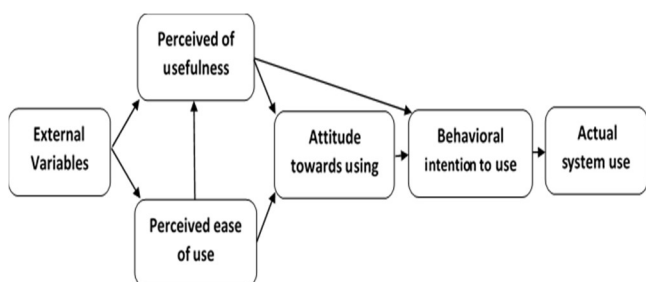 Perceived of
usefulness
External
Variables
Attitude
towards using
Behavioral
intention to use
Actual
system use
Perceived ease
of use